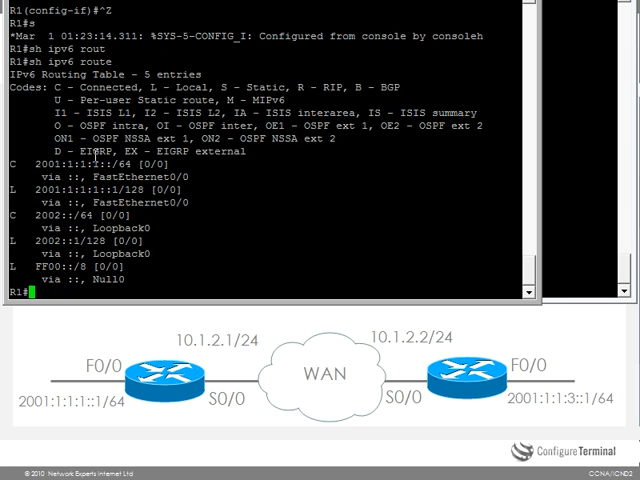 R1(config-if)#^Z
R1#s
*Mar  1 01:23:14.311: %SYS-5-CONFIG_I: Configured from console by consoleh
R1#sh ipv6 rout
R1#sh ipv6 route
IPv6 Routing Table - 5 entries
Codes: C - Connected, L - Local, S - Static, R - RIP, B - BGP
       U - Per-user Static route, M - MIPv6
       I1 - ISIS L1, I2 - ISIS L2, IA - ISIS interarea, IS - ISIS summary
       O - OSPF intra, OI - OSPF inter, OE1 - OSPF ext 1, OE2 - OSPF ext 2
       ON1 - OSPF NSSA ext 1, ON2 - OSPF NSSA ext 2
       D - EIGRP, EX - EIGRP external
C   2001:1:1:1::/64 [0/0]
     via ::, FastEthernet0/0
L   2001:1:1:1::1/128 [0/0]
     via ::, FastEthernet0/0
C   2002::/64 [0/0]
     via ::, Loopback0
L   2002::1/128 [0/0]
     via ::, Loopback0
L   FF00::/8 [0/0]
     via ::, Null0
R1#
10.1.2.1/24
10.1.2.2/24
F0/0
WAN
F0/0
2001:1:1:1::1/64
S0/0
S0/0
2001:1:1:3::1/64
ConfigureTerminal
© 2010 Network Experts Internet Ltd
CCNA/ICND2